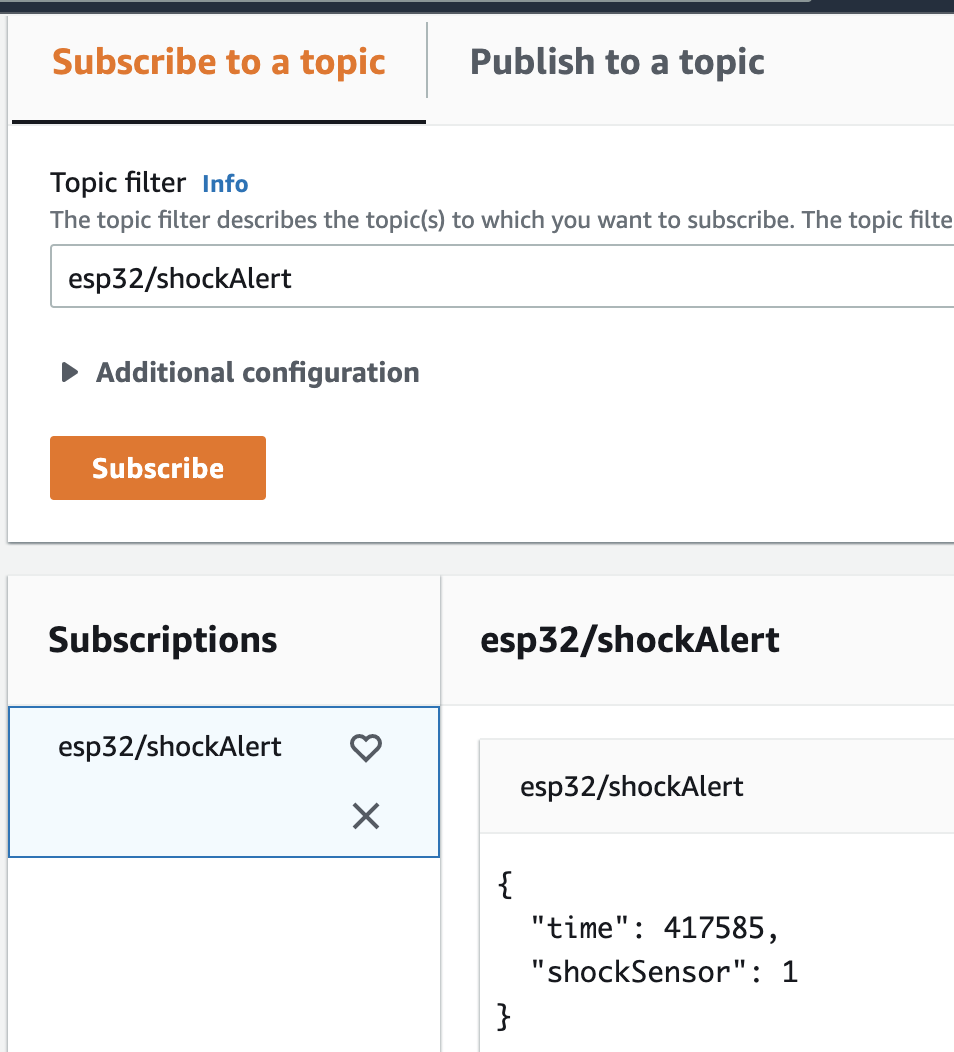 Subscribe to a topic
Publish to a topic
Topic filter Info
The topic filter describes the topic(s) to which you want to subscribe. The topic filte
esp32/shockAlert
Additional configuration
Subscribe
Subscriptions
esp32/shockAlert
esp32/shockAlert
esp32/shockAlert
{
"time": 417585,
"shockSensor": 1
}